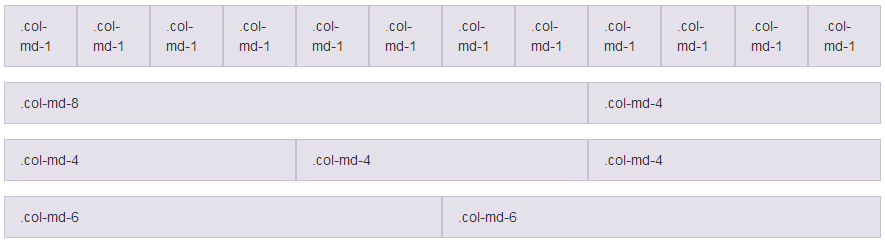 .col- .col- .col- .col- .col- .col- .col- .col- .col- .col- .col- .col-
md-1 md-1 md-1 md-1 md-1 md-1 md-1 md-1 md-1 md-1 md-1 md-1
.col-md-8 .col-md-4
.col-md-4 .col-md-4 .col-md-4
.col-md-6 .col-md-6